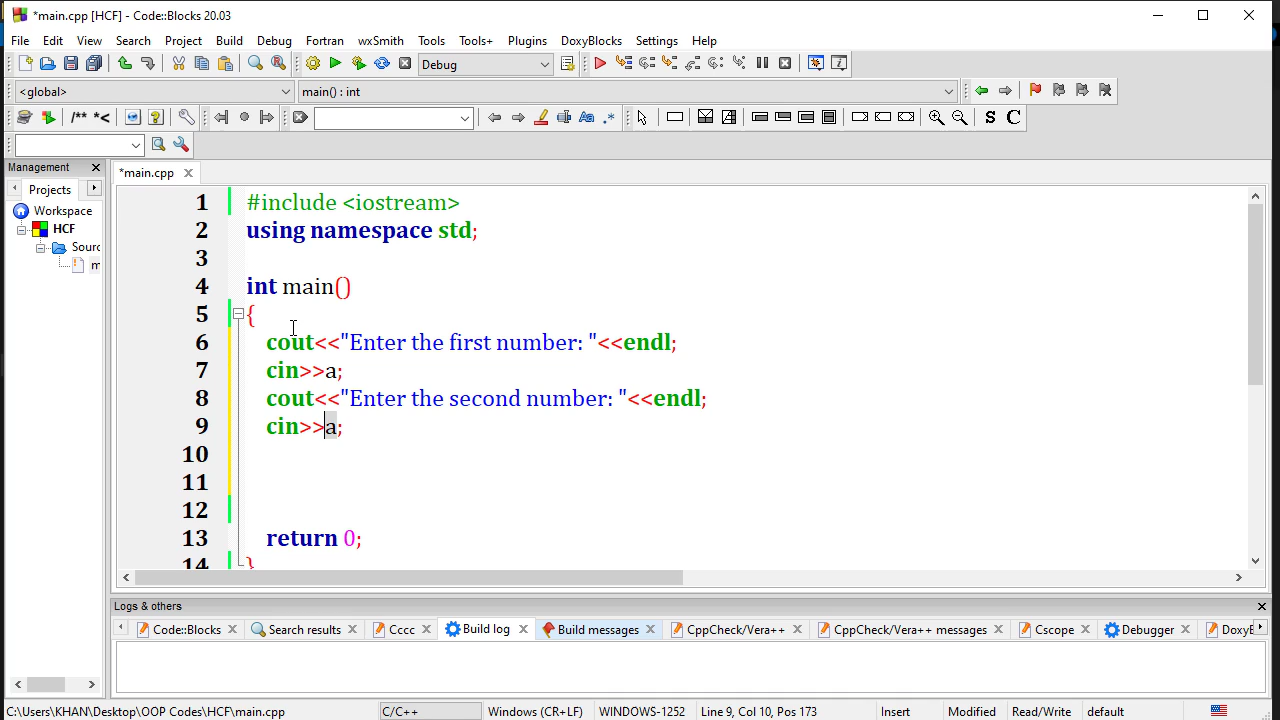 *main.cpp [HCF] - Code::Blocks 20.03
File Edit View Search Project Build Debug Fortran wxSmith Tools Tools+ Plugins DoxyBlocks Settings Help
Debug
<global> main() : int
/** *< Aa .* S C
Management *main.cpp
Projects
Workspace
HCF
Sourc
m
1 #include <iostream>
2 using namespace std;
3
4 int main()
5 {
6 cout<<"Enter the first number: "<<endl;
7 cin>>a;
8 cout<<"Enter the second number: "<<endl;
9 cin>>a;
10
11
12
13 return 0;
14 }
Logs & others
Code::Blocks Search results Cccc Build log Build messages CppCheck/Vera++ CppCheck/Vera++ messages Cscope Debugger DoxyB
C:\Users\KHAN\Desktop\OOP Codes\HCF\main.cpp C/C++ Windows (CR+LF) WINDOWS-1252 Line 9, Col 10, Pos 173 Insert Modified Read/Write default